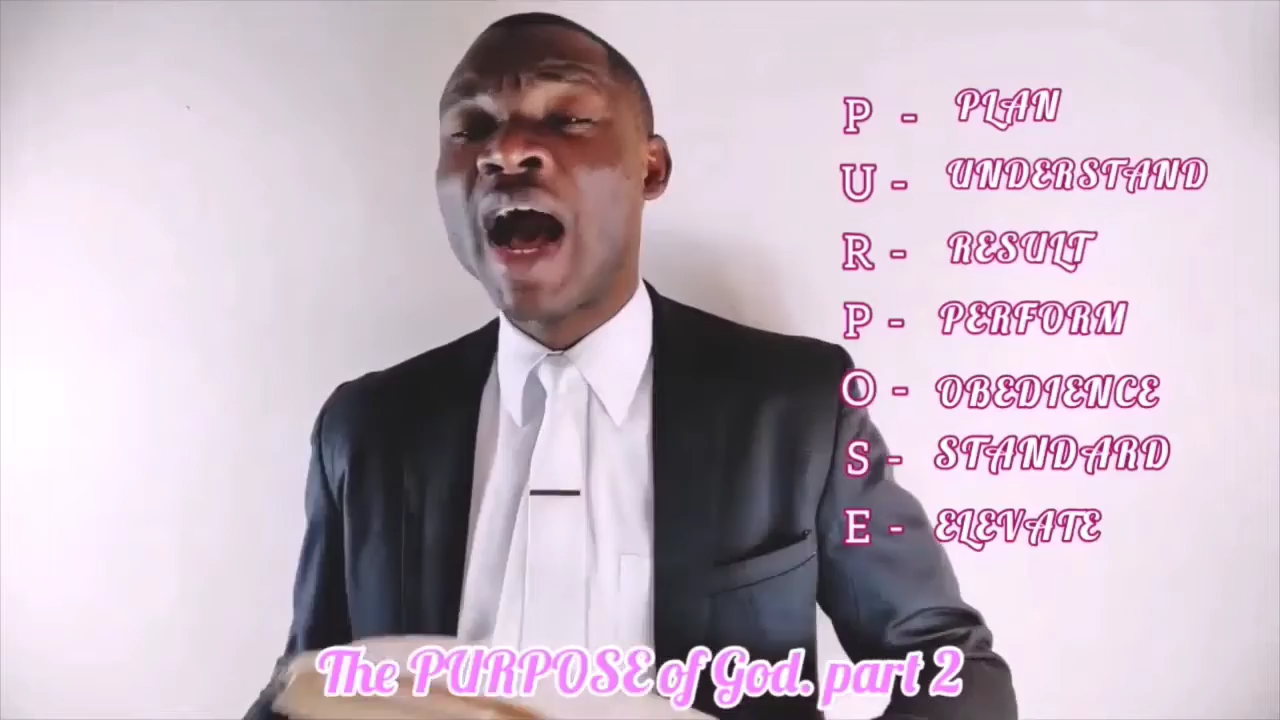 P - PLAN
U - UNDERSTAND
R - RESULT
P - PERFORM
O - OBEDIENCE
S - STANDARD
E - ELEVATE
The PURPOSE of God. part 2